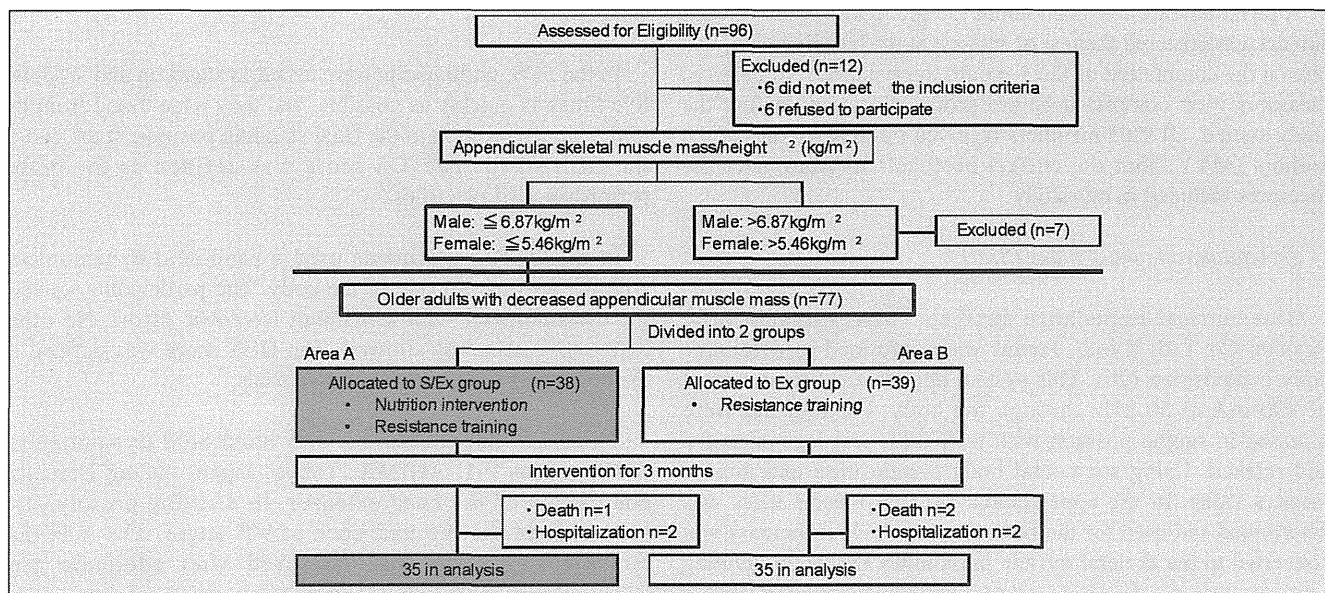 Assessed for Eligibility (n=96)
Excluded (n=12)
・6 did not meet the inclusion criteria
・6 refused to participate
Appendicular skeletal muscle mass/height ² (kg/m²)
Male: ≦6.87kg/m ²
Female: ≦5.46kg/m ²
Male: >6.87kg/m ²
Female: >5.46kg/m ²
Excluded (n=7)
Older adults with decreased appendicular muscle mass (n=77)
Divided into 2 groups
Area A
Area B
Allocated to S/Ex group (n=38)
• Nutrition intervention
• Resistance training
Allocated to Ex group (n=39)
• Resistance training
Intervention for 3 months
・Death n=1
・Hospitalization n=2
・Death n=2
・Hospitalization n=2
35 in analysis
35 in analysis